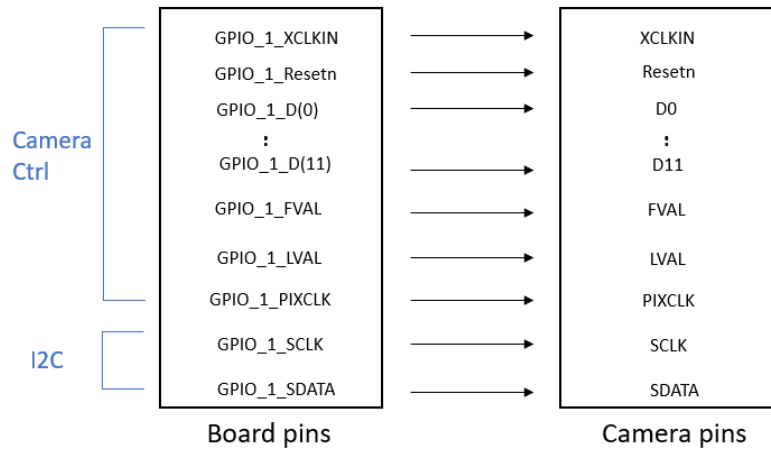 GPIO_1_XCLKIN XCLKIN
GPIO_1_Resetn Resetn
GPIO_1_D(0) D0
: :
Camera
Ctrl
GPIO_1_D(11) D11
GPIO_1_FVAL FVAL
GPIO_1_LVAL LVAL
GPIO_1_PIXCLK PIXCLK
I2C
GPIO_1_SCLK SCLK
GPIO_1_SDATA SDATA
Board pins Camera pins